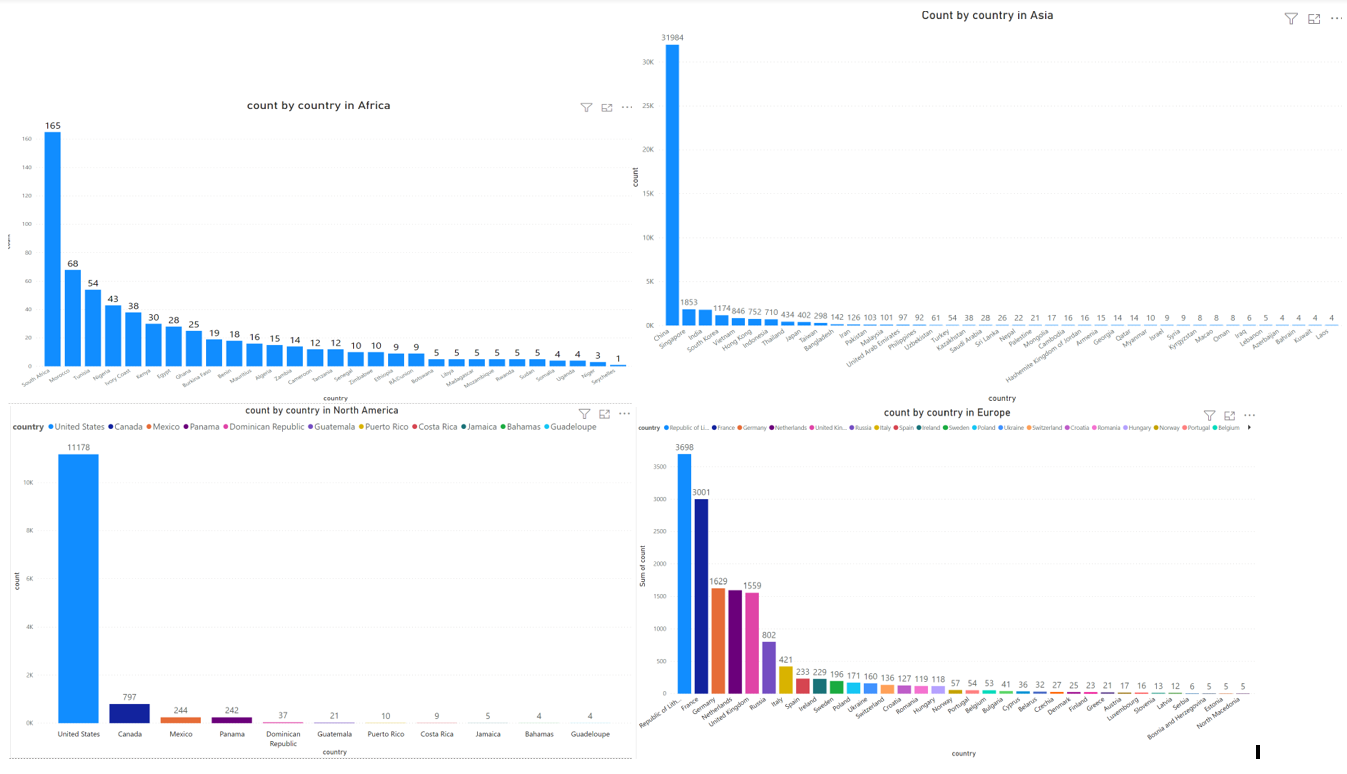 Count by country in Asia
31984
30K
25K
20K
15K
10K
5K
0K
count
1853 1174 846 752 710 434 402 298 142 126 103 101 97 92 61 54 38 28 26 22 21 17 16 16 15 14 14 10 9 9 8 8 8 6 5 4 4 4 4
China Singapore India South Korea Vietnam Hong Kong Indonesia Thailand Japan Taiwan Bangladesh Iran Pakistan Malaysia United Arab Emirates Philippines Uzbekistan Turkey Kazakhstan Saudi Arabia Sri Lanka Nepal Palestine Mongolia Cambodia Hashemite Kingdom of Jordan Armenia Georgia Qatar Myanmar Israel Syria Kyrgyzstan Macao Oman Iraq Lebanon Azerbaijan Bahrain Kuwait Laos
country
count by country in Africa
165
160
140
120
100
80
60
40
20
0
68 54 43 38 30 28 25 19 18 16 15 14 12 12 10 10 9 9 5 5 5 5 5 5 4 4 3 1
South Africa Morocco Tunisia Nigeria Ivory Coast Kenya Egypt Ghana Burkina Faso Benin Mauritius Algeria Zambia Cameroon Tanzania Senegal Zimbabwe Ethiopia Botswana Libya Madagascar Mozambique Rwanda Sudan Somalia Uganda Niger Seychelles
country
count by country in North America
country United States Canada Mexico Panama Dominican Republic Guatemala Puerto Rico Costa Rica Jamaica Bahamas Guadeloupe
11178
10K
8K
6K
4K
2K
0K
count
797 244 242 37 21 10 9 5 4 4
United States Canada Mexico Panama Dominican Republic Guatemala Puerto Rico Costa Rica Jamaica Bahamas Guadeloupe
country
count by country in Europe
country Republic of Li... France Germany Netherlands United Kin... Russia Italy Spain Ireland Sweden Poland Ukraine Switzerland Croatia Romania Hungary Norway Portugal Belgium
3698
3500
3000
2500
2000
1500
1000
500
0
Sum of count
3001 1629 1559 802 421 233 229 196 171 160 136 127 119 118 57 54 53 41 36 32 27 25 23 21 17 16 13 12 6 5 5 5
Republic of Lith... France Germany Netherlands United Kingdom Russia Italy Spain Ireland Sweden Poland Ukraine Switzerland Croatia Romania Hungary Norway Portugal Belgium Bulgaria Cyprus Belarus Czechia Denmark Finland Greece Austria Luxembourg Slovenia Latvia Serbia Bosnia and Herzegovina Estonia North Macedonia
country